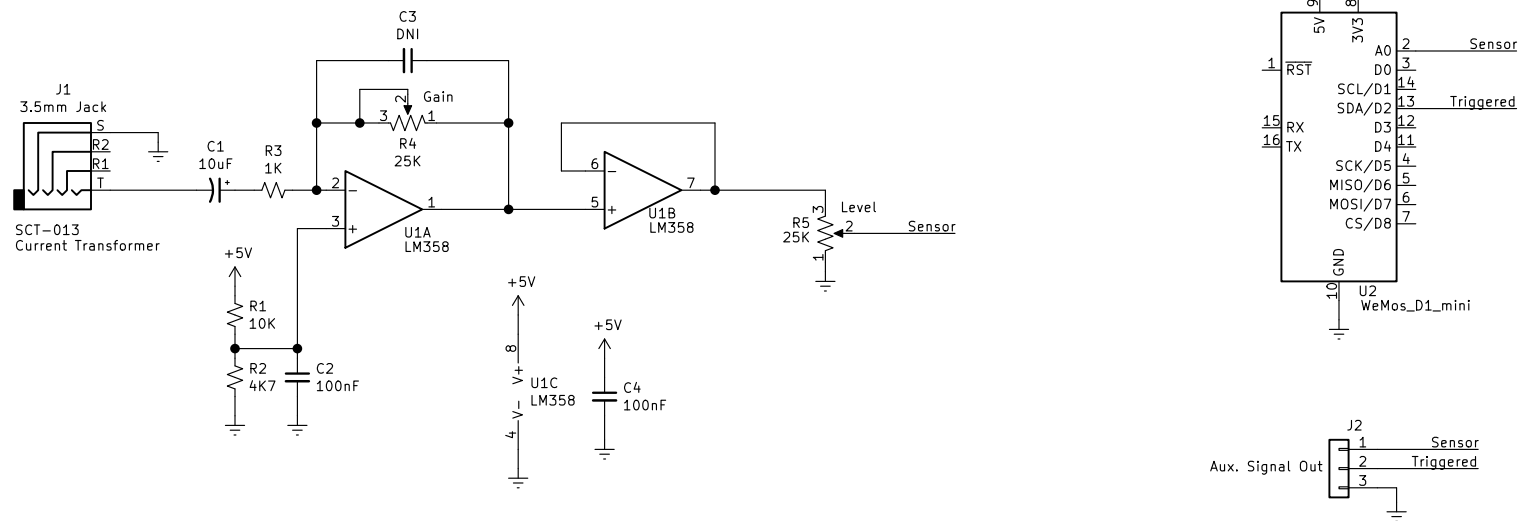 C3
DNI
J1
3.5mm Jack
S
R2
R1
T
SCT-013
Current Transformer
C1
10uF
+
R3
1K
2
Gain
3
1
R4
25K
2
−
3
+
1
U1A
LM358
+5V
R1
10K
R2
4K7
C2
100nF
6
−
5
+
7
U1B
LM358
3
Level
R5
25K
2
Sensor
1
+5V
8
V+
U1C
LM358
V-
4
+5V
C4
100nF
9
8
5V
3V3
A0
2
Sensor
1
RST
D0
3
SCL/D1
14
SDA/D2
13
Triggered
15
RX
D3
12
16
TX
D4
11
SCK/D5
4
MISO/D6
5
MOSI/D7
6
CS/D8
7
GND
10
U2
WeMos_D1_mini
J2
Aux. Signal Out
1
Sensor
2
Triggered
3